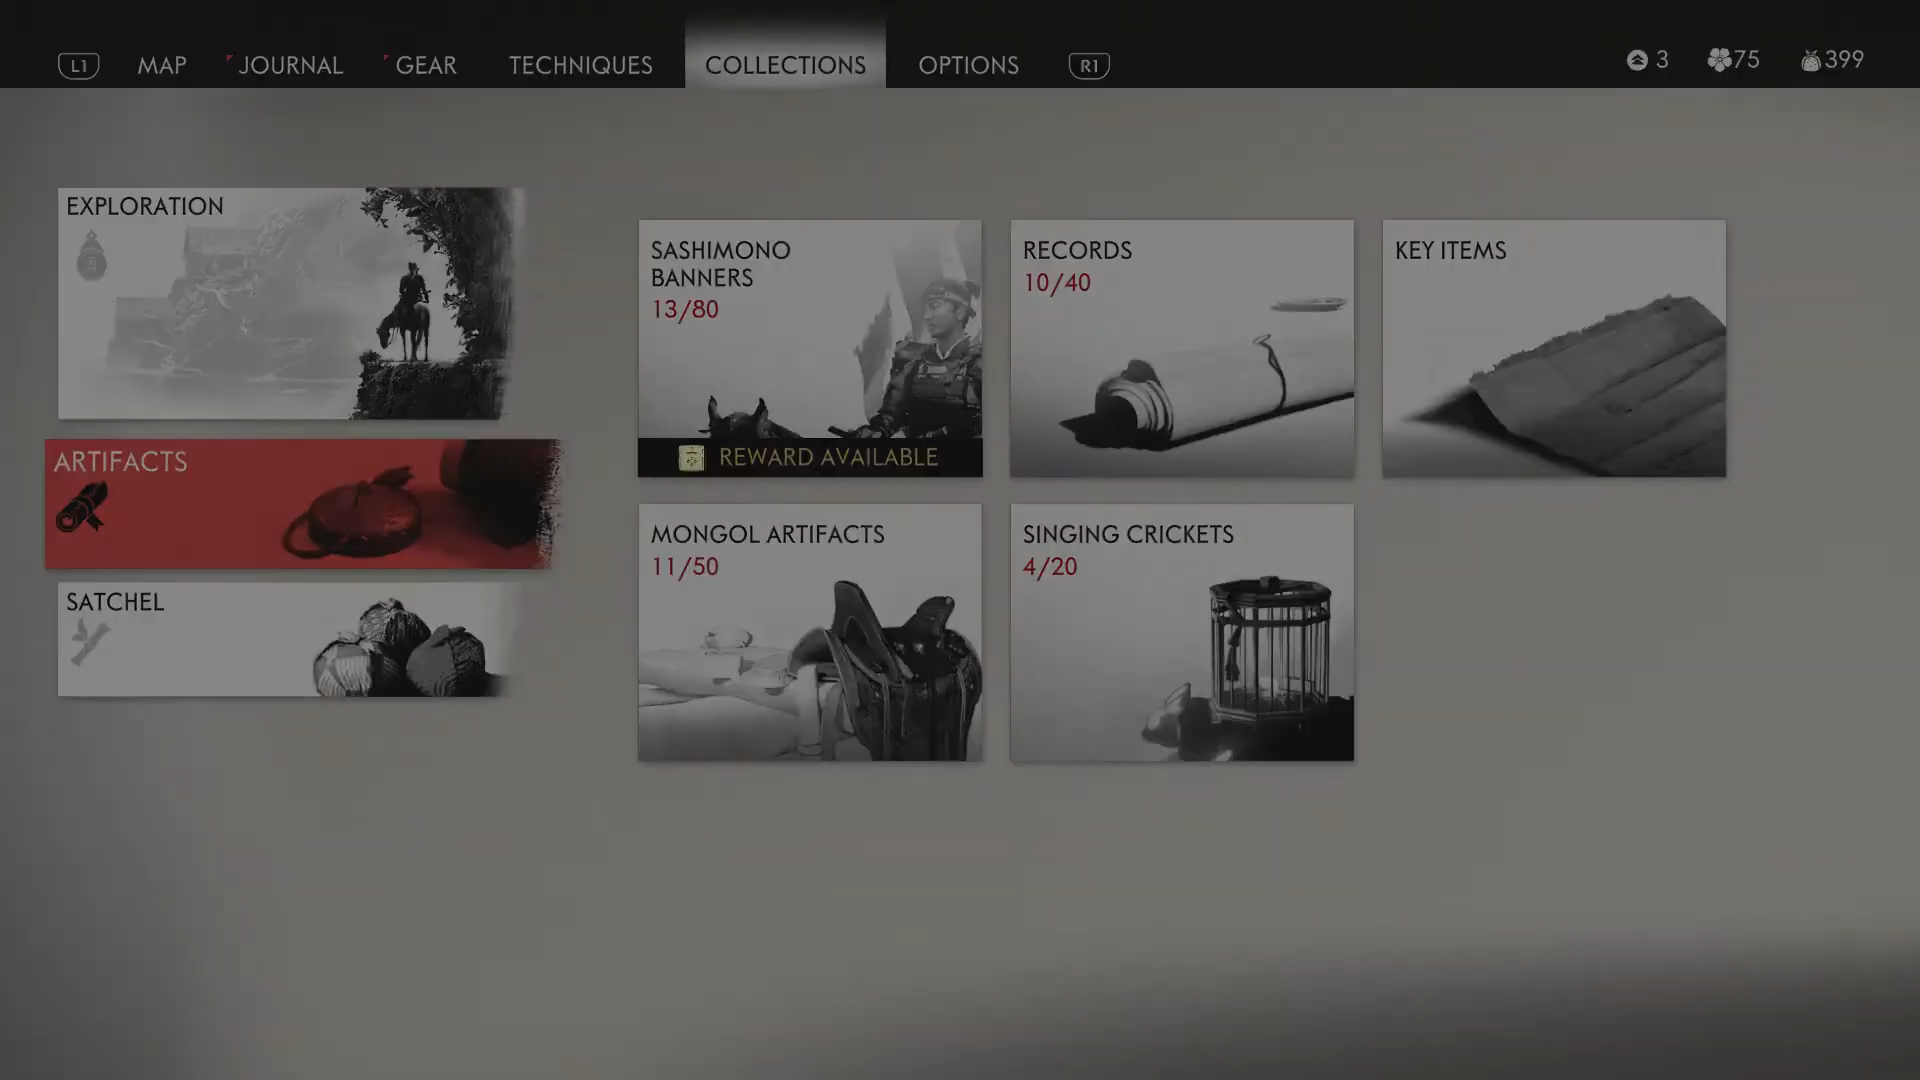 L1 MAP JOURNAL GEAR TECHNIQUES COLLECTIONS OPTIONS R1 3 75 399
EXPLORATION
ARTIFACTS
SATCHEL
SASHIMONO
BANNERS
13/80
REWARD AVAILABLE
RECORDS
10/40
KEY ITEMS
MONGOL ARTIFACTS
11/50
SINGING CRICKETS
4/20